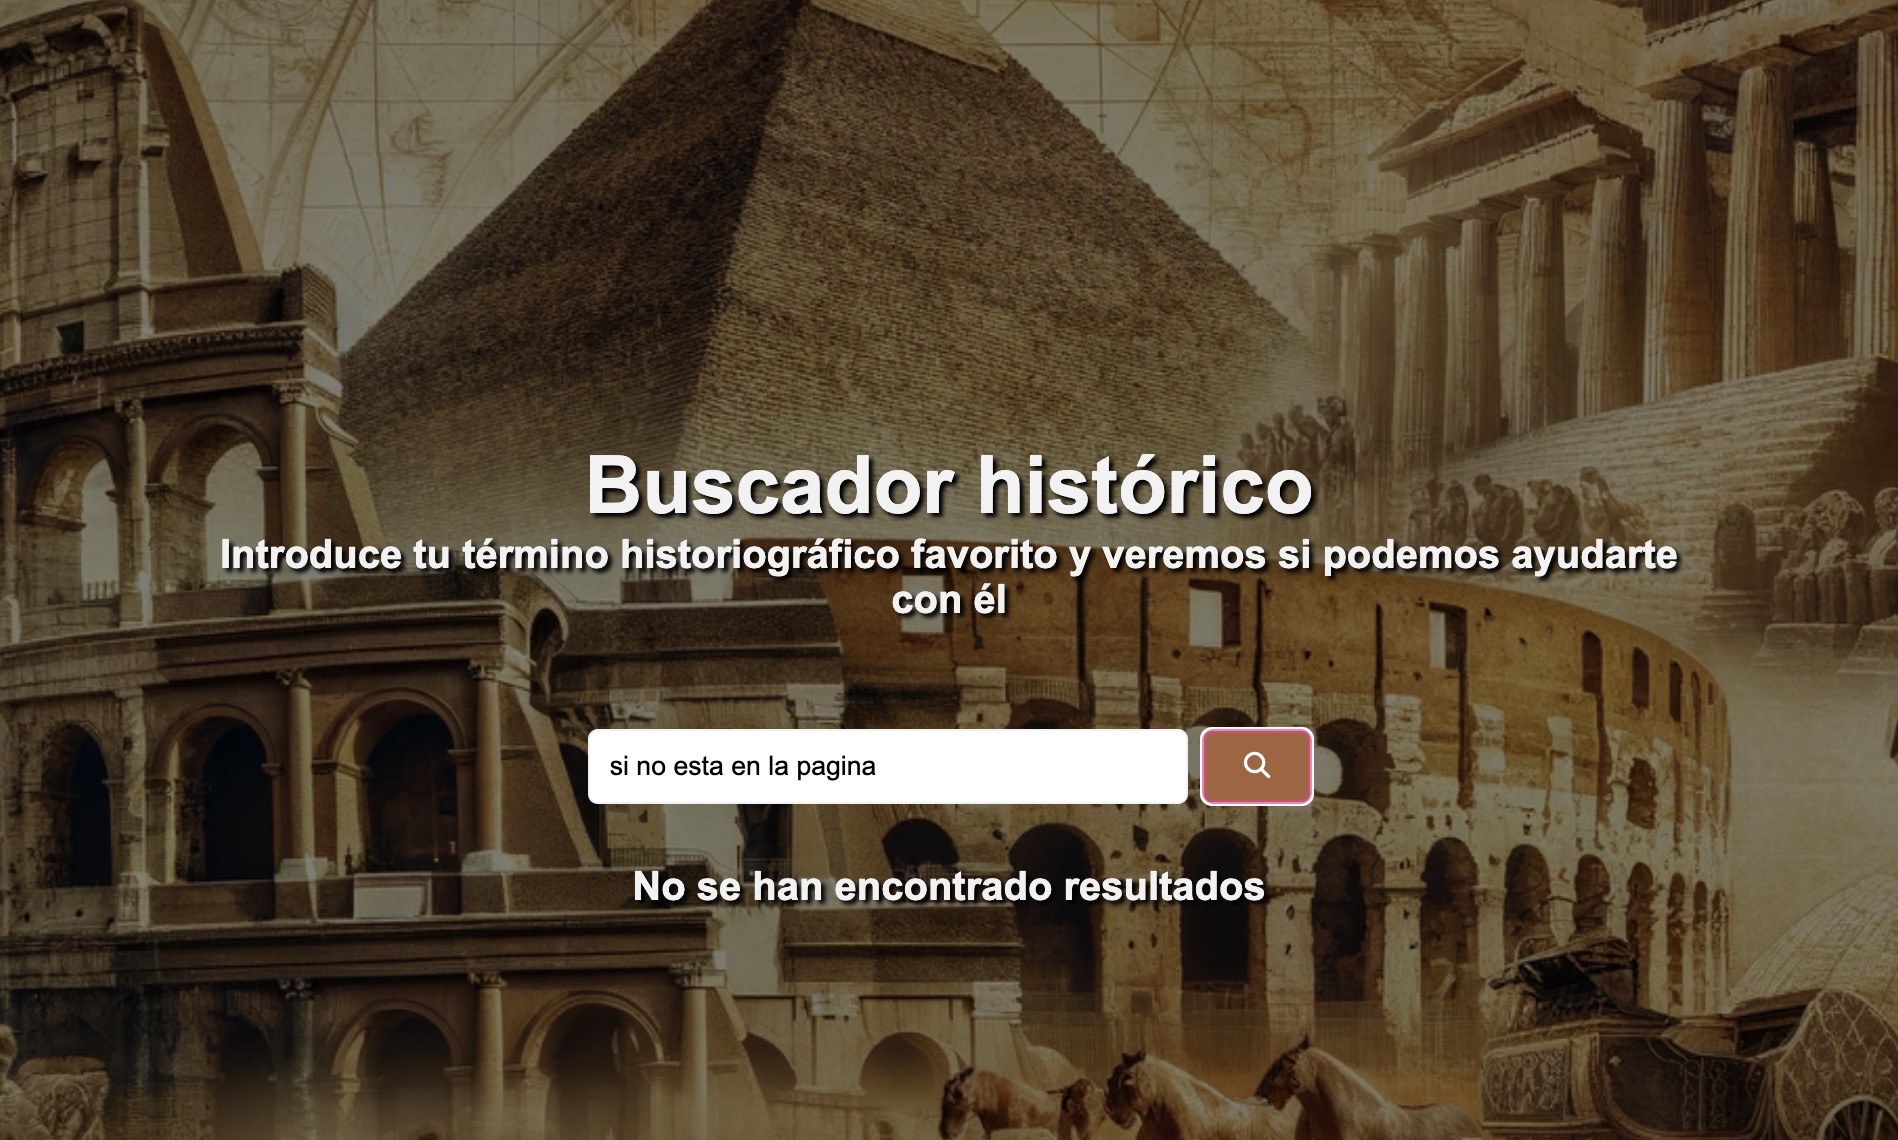 Buscador histórico
Introduce tu término historiográfico favorito y veremos si podemos ayudarte
con él
si no esta en la pagina
No se han encontrado resultados